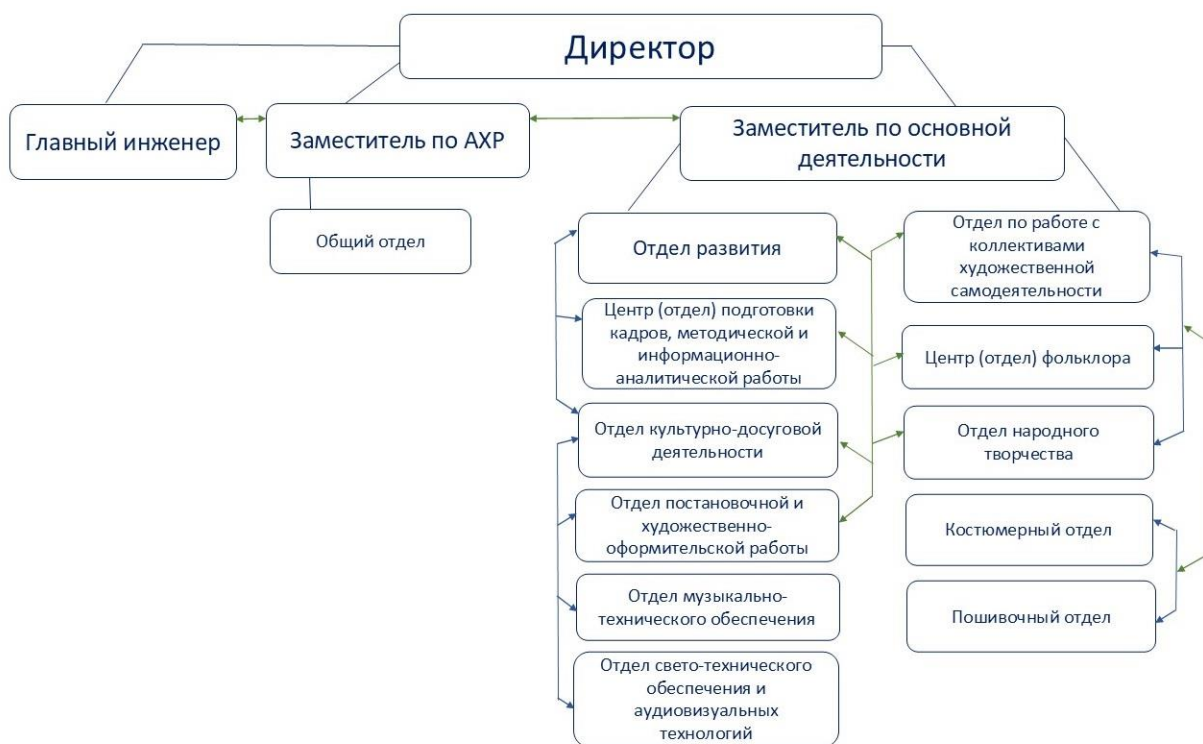 Директор
Главный инженер
Заместитель по АХР
Заместитель по основной
деятельности
Общий отдел
Отдел развития
Центр (отдел) подготовки
кадров, методической и
информационно-
аналитической работы
Отдел культурно-досуговой
деятельности
Отдел постановочной и
художественно-
оформительской работы
Отдел музыкально-
технического обеспечения
Отдел свето-технического
обеспечения и
аудиовизуальных
технологий
Отдел по работе с
коллективами
художественной
самодеятельности
Центр (отдел) фольклора
Отдел народного
творчества
Костюмерный отдел
Пошивочный отдел